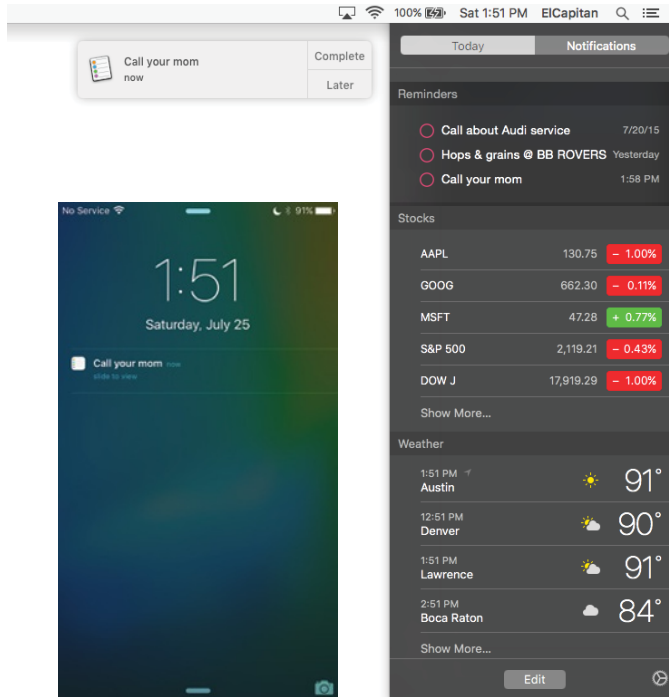 100% Sat 1:51 PM ElCapitan
Call your mom
now
Complete
Later
No Service 91%
1:51
Saturday, July 25
Call your mom now
slide to view
Today Notifications
Reminders
Call about Audi service 7/20/15
Hops & grains @ BB ROVERS Yesterday
Call your mom 1:58 PM
Stocks
AAPL 130.75 - 1.00%
GOOG 662.30 - 0.11%
MSFT 47.28 + 0.77%
S&P 500 2,119.21 - 0.43%
DOW J 17,919.29 - 1.00%
Show More...
Weather
1:51 PM
Austin 91°
12:51 PM
Denver 90°
1:51 PM
Lawrence 91°
2:51 PM
Boca Raton 84°
Show More...
Edit